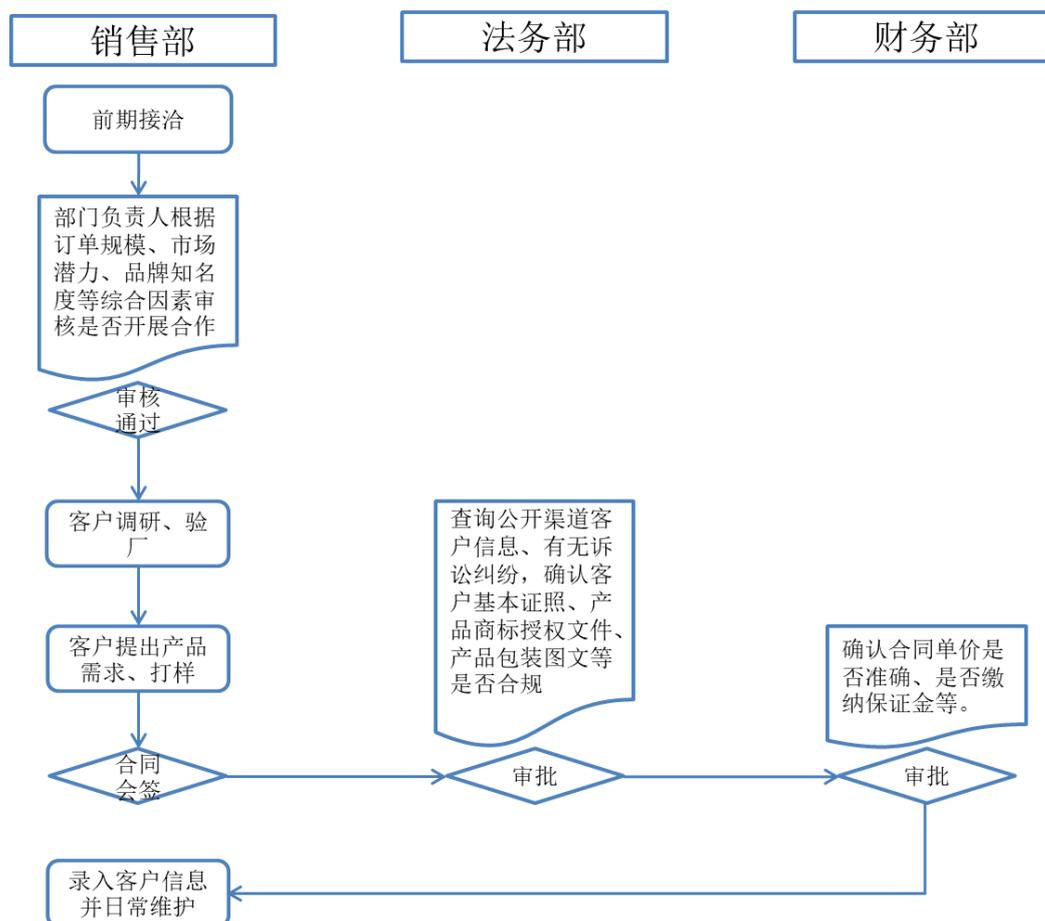 销售部
法务部
财务部
前期接洽
部门负责人根据
订单规模、市场
潜力、品牌知名
度等综合因素审
核是否开展合作
审核
通过
客户调研、验
厂
客户提出产品
需求、打样
合同
会签
查询公开渠道客
户信息、有无诉
讼纠纷，确认客
户基本证照、产
品商标授权文件、
产品包装图文等
是否合规
审批
确认合同单价是
否准确、是否缴
纳保证金等。
审批
录入客户信息
并日常维护